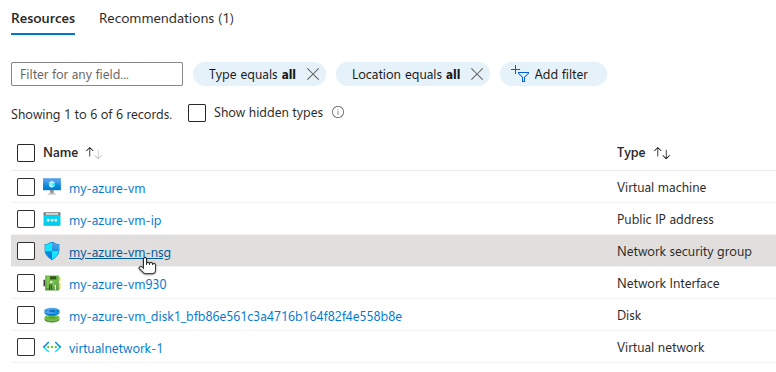 Resources Recommendations (1)
Filter for any field... Type equals all Location equals all Add filter
Showing 1 to 6 of 6 records. Show hidden types
Name Type
my-azure-vm Virtual machine
my-azure-vm-ip Public IP address
my-azure-vm-nsg Network security group
my-azure-vm930 Network Interface
my-azure-vm_disk1_bfb86e561c3a4716b164f82f4e558b8e Disk
virtualnetwork-1 Virtual network